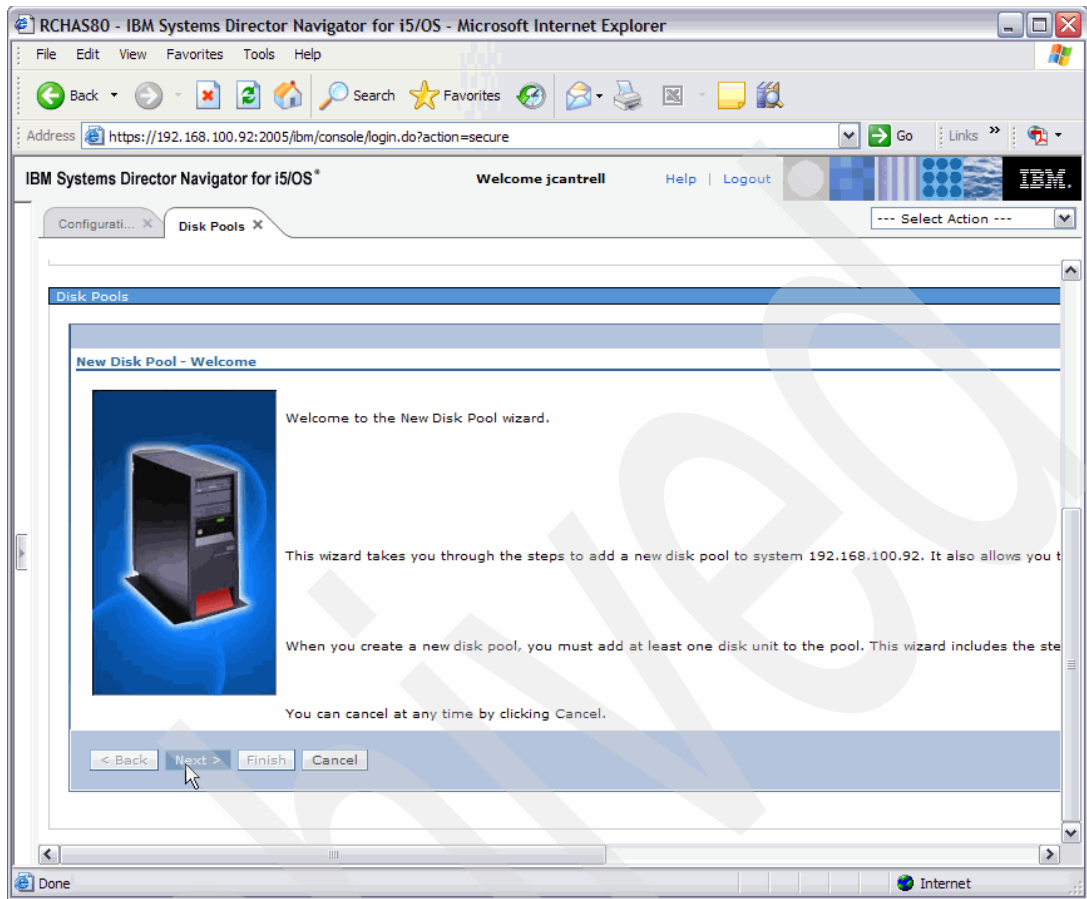 RCHAS80 - IBM Systems Director Navigator for i5/OS - Microsoft Internet Explorer
File Edit View Favorites Tools Help
Back Search Favorites
Address https://192.168.100.92:2005/ibm/console/login.do?action=secure Go Links »
IBM Systems Director Navigator for i5/OS® Welcome jcantrell Help | Logout IBM.
Configurati... Disk Pools --- Select Action ---
Disk Pools
New Disk Pool - Welcome
Welcome to the New Disk Pool wizard.
This wizard takes you through the steps to add a new disk pool to system 192.168.100.92. It also allows you t
When you create a new disk pool, you must add at least one disk unit to the pool. This wizard includes the ste
You can cancel at any time by clicking Cancel.
< Back Next > Finish Cancel
Done Internet
hived